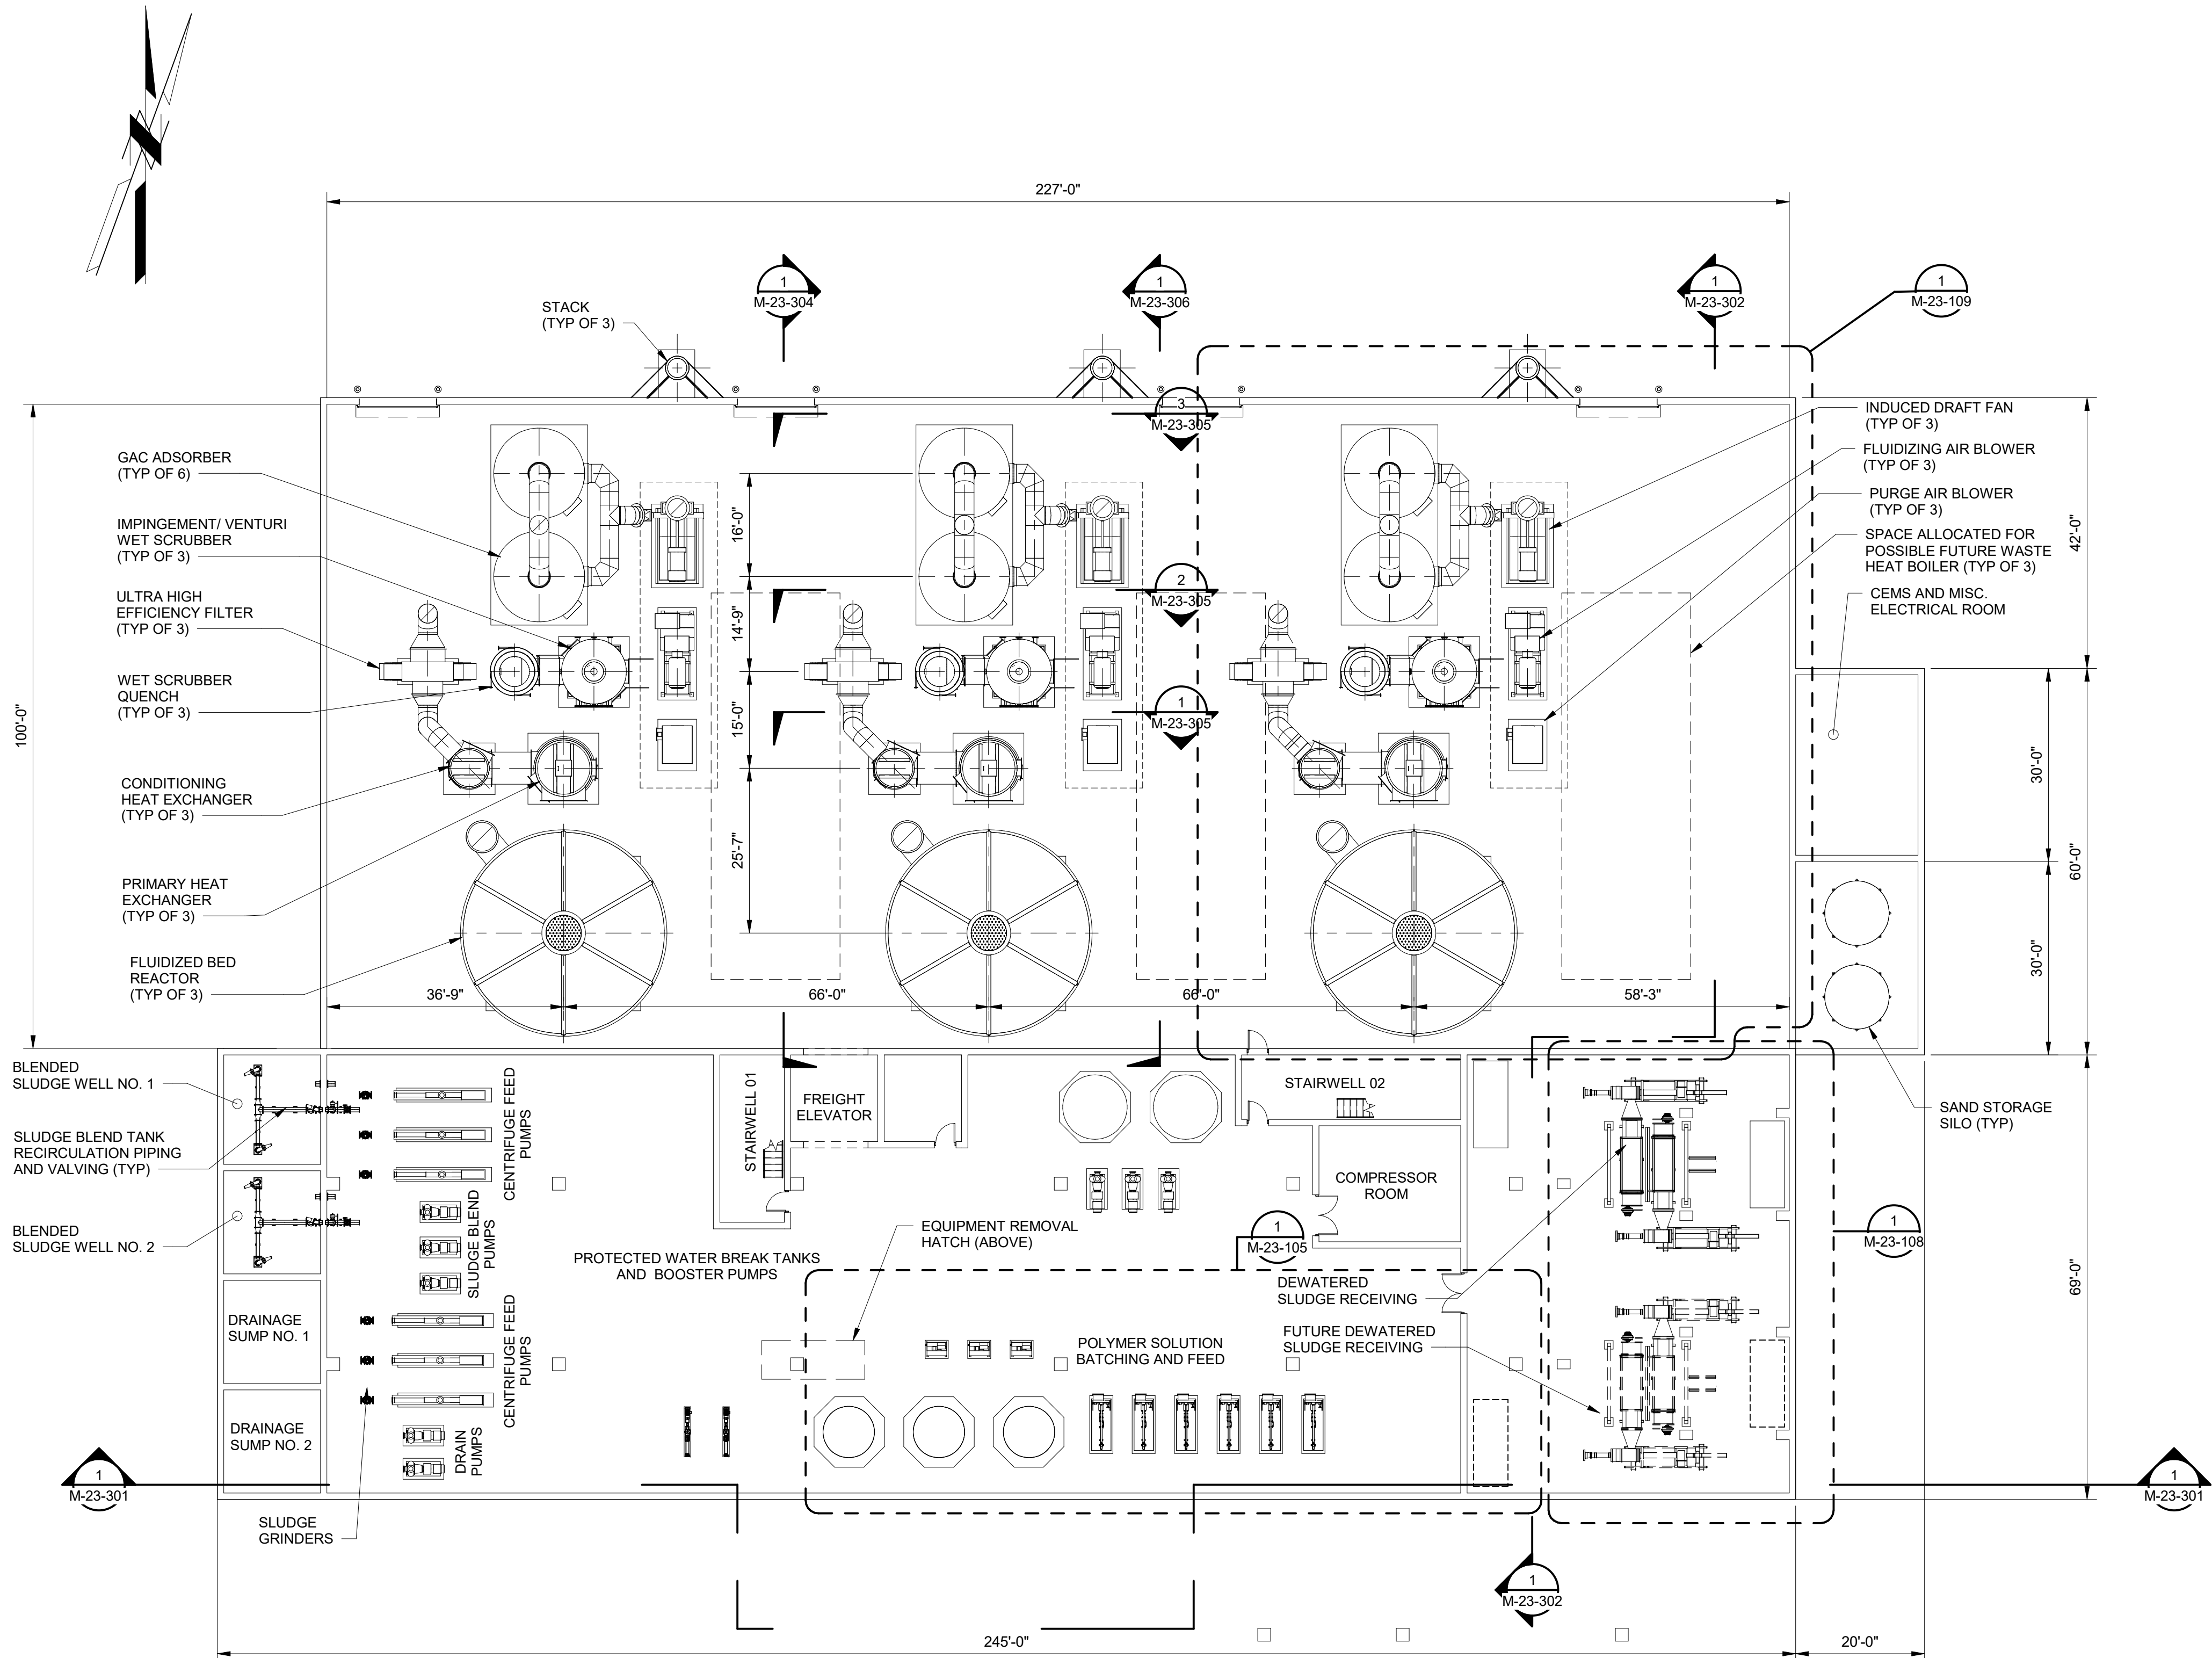 227'-0"
1
M-23-304
1
M-23-306
1
M-23-302
1
M-23-109
STACK
(TYP OF 3)
3
M-23-305
INDUCED DRAFT FAN
(TYP OF 3)
FLUIDIZING AIR BLOWER
(TYP OF 3)
PURGE AIR BLOWER
(TYP OF 3)
SPACE ALLOCATED FOR
POSSIBLE FUTURE WASTE
HEAT BOILER (TYP OF 3)
CEMS AND MISC.
ELECTRICAL ROOM
GAC ADSORBER
(TYP OF 6)
IMPINGEMENT/ VENTURI
WET SCRUBBER
(TYP OF 3)
ULTRA HIGH
EFFICIENCY FILTER
(TYP OF 3)
WET SCRUBBER
QUENCH
(TYP OF 3)
CONDITIONING
HEAT EXCHANGER
(TYP OF 3)
PRIMARY HEAT
EXCHANGER
(TYP OF 3)
FLUIDIZED BED
REACTOR
(TYP OF 3)
100'-0"
16'-0"
14'-9"
15'-0"
25'-7"
2
M-23-305
1
M-23-305
42'-0"
30'-0"
60'-0"
30'-0"
36'-9"
66'-0"
66'-0"
58'-3"
BLENDED
SLUDGE WELL NO. 1
SLUDGE BLEND TANK
RECIRCULATION PIPING
AND VALVING (TYP)
BLENDED
SLUDGE WELL NO. 2
DRAINAGE
SUMP NO. 1
DRAINAGE
SUMP NO. 2
CENTRIFUGE FEED
PUMPS
SLUDGE BLEND
PUMPS
CENTRIFUGE FEED
PUMPS
DRAIN
PUMPS
SLUDGE
GRINDERS
STAIRWELL 01
FREIGHT
ELEVATOR
STAIRWELL 02
COMPRESSOR
ROOM
SAND STORAGE
SILO (TYP)
PROTECTED WATER BREAK TANKS
AND BOOSTER PUMPS
EQUIPMENT REMOVAL
HATCH (ABOVE)
1
M-23-105
1
M-23-108
DEWATERED
SLUDGE RECEIVING
FUTURE DEWATERED
SLUDGE RECEIVING
POLYMER SOLUTION
BATCHING AND FEED
69'-0"
1
M-23-301
1
M-23-301
1
M-23-302
245'-0"
20'-0"